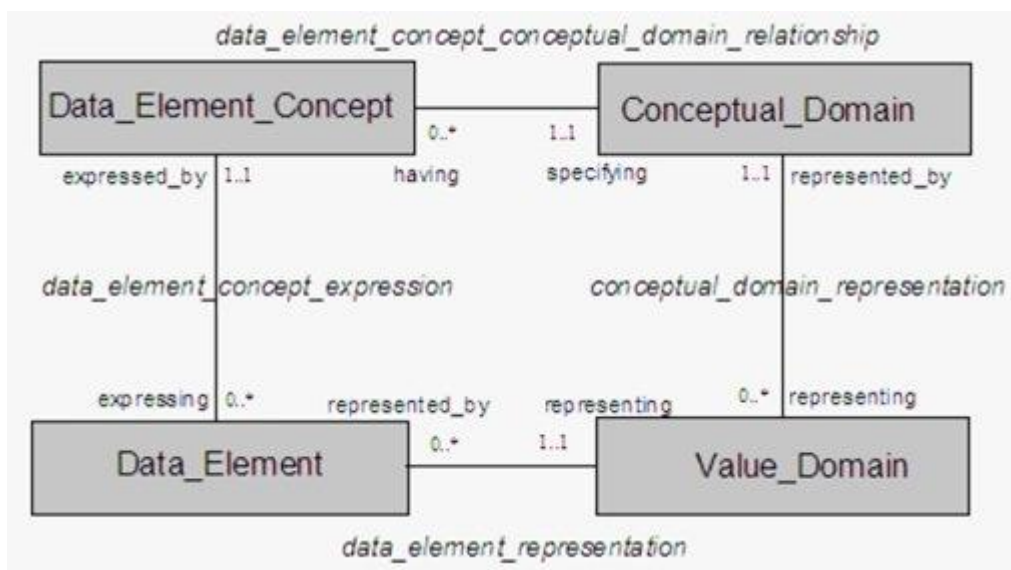 data_element_concept_conceptual_domain_relationship
Data_Element_Concept
Conceptual_Domain
0..*
1..1
expressed_by
1..1
having
specifying
1..1
represented_by
data_element_concept_expression
conceptual_domain_representation
expressing
0..*
represented_by
representing
0..*
representing
Data_Element
0..*
1..1
Value_Domain
data_element_representation